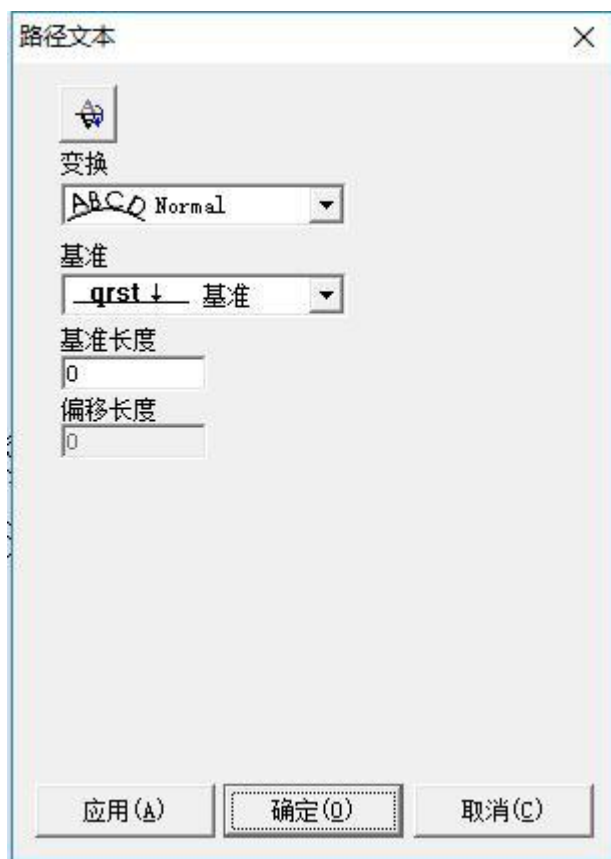 路径文本
变换
ABCD Normal
基准
qrst↓ 基准
基准长度
0
偏移长度
0
应用(A) 确定(O) 取消(C)